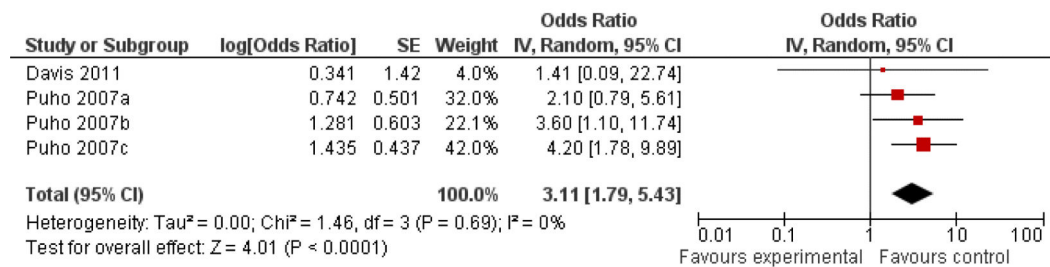 Odds Ratio Odds Ratio
Study or Subgroup log[Odds Ratio] SE Weight IV, Random, 95% CI IV, Random, 95% CI
Davis 2011 0.341 1.42 4.0% 1.41 [0.09, 22.74]
Puho 2007a 0.742 0.501 32.0% 2.10 [0.79, 5.61]
Puho 2007b 1.281 0.603 22.1% 3.60 [1.10, 11.74]
Puho 2007c 1.435 0.437 42.0% 4.20 [1.78, 9.89]
Total (95% CI) 100.0% 3.11 [1.79, 5.43]
Heterogeneity: Tau² = 0.00; Chi² = 1.46, df = 3 (P = 0.69); I² = 0%
Test for overall effect: Z = 4.01 (P < 0.0001)
0.01 0.1 1 10 100
Favours experimental Favours control